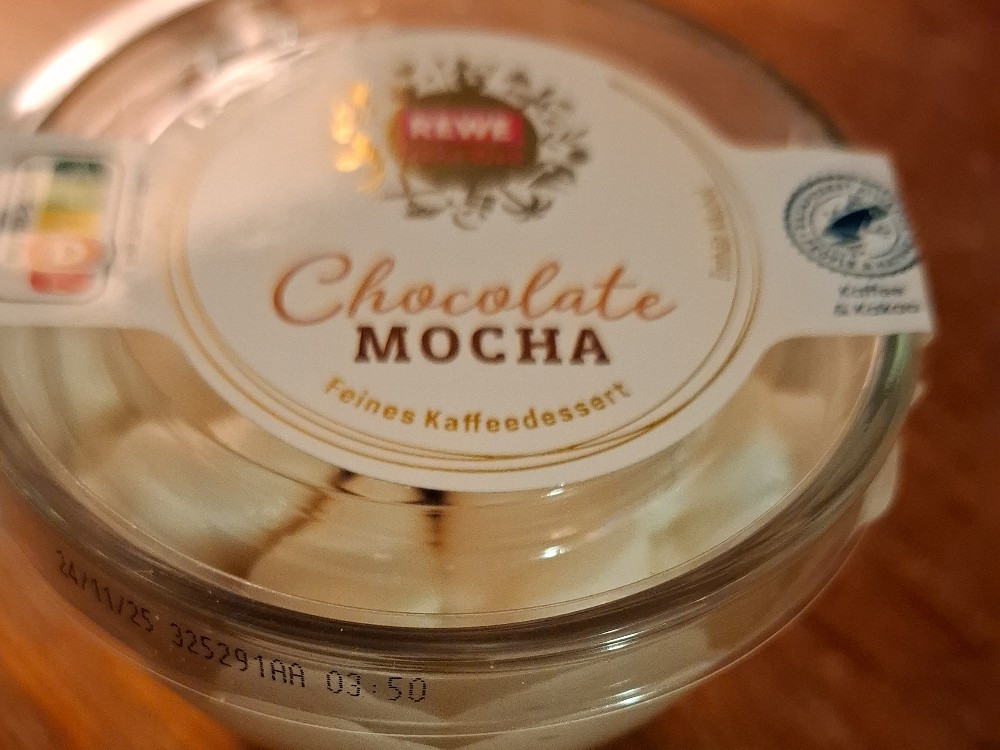 REWE
Chocolate
MOCHA
Feines Kaffeedessert
Kaffee
& Kakao
D
24/11/25 325291AA 03:50